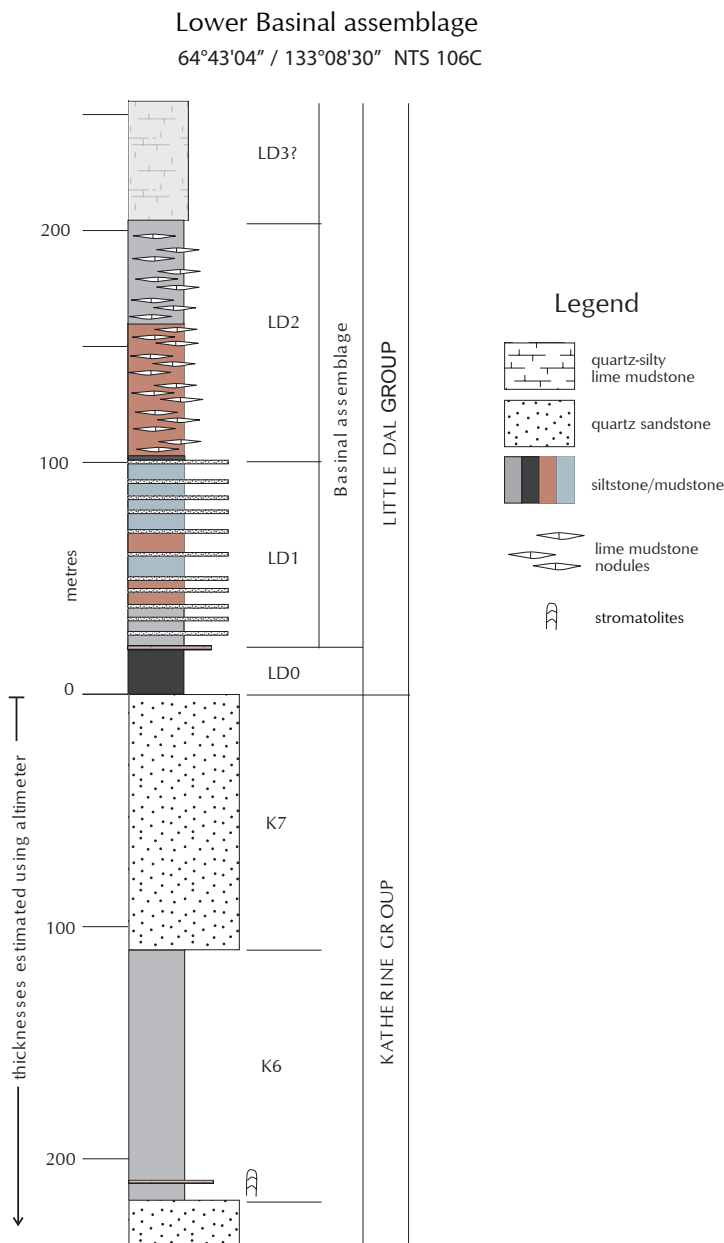 Lower Basinal assemblage
64°43'04” / 133°08'30” NTS 106C
LD3?
200
LD2
100
LD1
metres
LD0
0
K7
100
K6
200
thicknesses estimated using altimeter
Basinal assemblage
LITTLE DAL GROUP
KATHERINE GROUP
Legend
quartz-silty
lime mudstone
quartz sandstone
siltstone/mudstone
lime mudstone
nodules
stromatolites